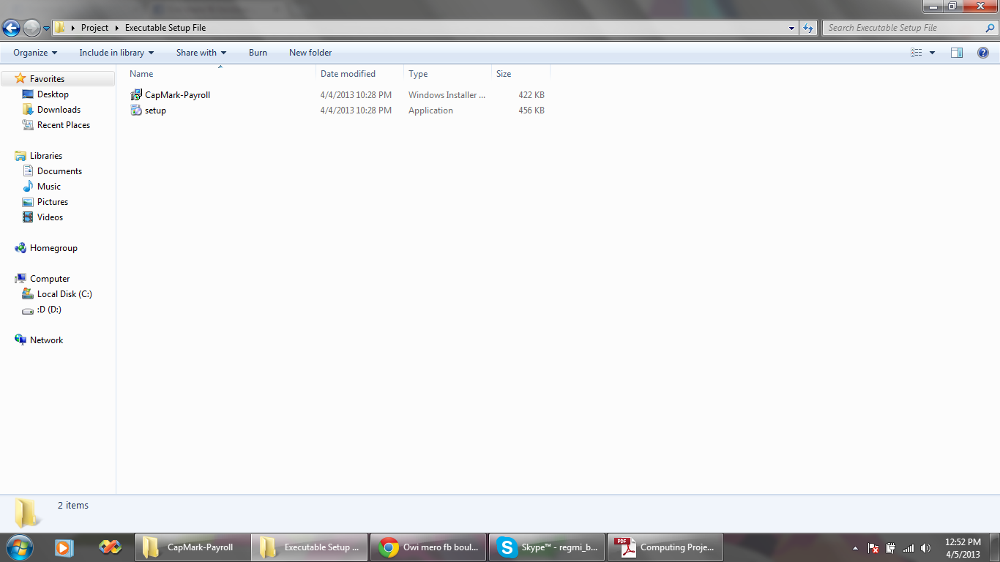 Project Executable Setup File
Search Executable Setup File
Organize Include in library Share with Burn New folder
Name Date modified Type Size
CapMark-Payroll 4/4/2013 10:28 PM Windows Installer ... 422 KB
setup 4/4/2013 10:28 PM Application 456 KB
Favorites
Desktop
Downloads
Recent Places
Libraries
Documents
Music
Pictures
Videos
Homegroup
Computer
Local Disk (C:)
:D (D:)
Network
2 items
CapMark-Payroll
Executable Setup ...
Owi mero fb boul...
Skype™ - regmi_b...
PDF
Computing Proje...
12:52 PM
4/5/2013